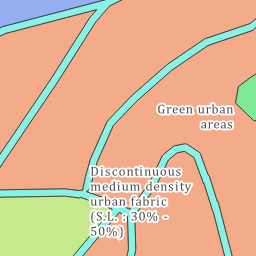 Green urban
areas
Discontinuous
medium density
urban fabric
(S.L. : 30% -
50%)